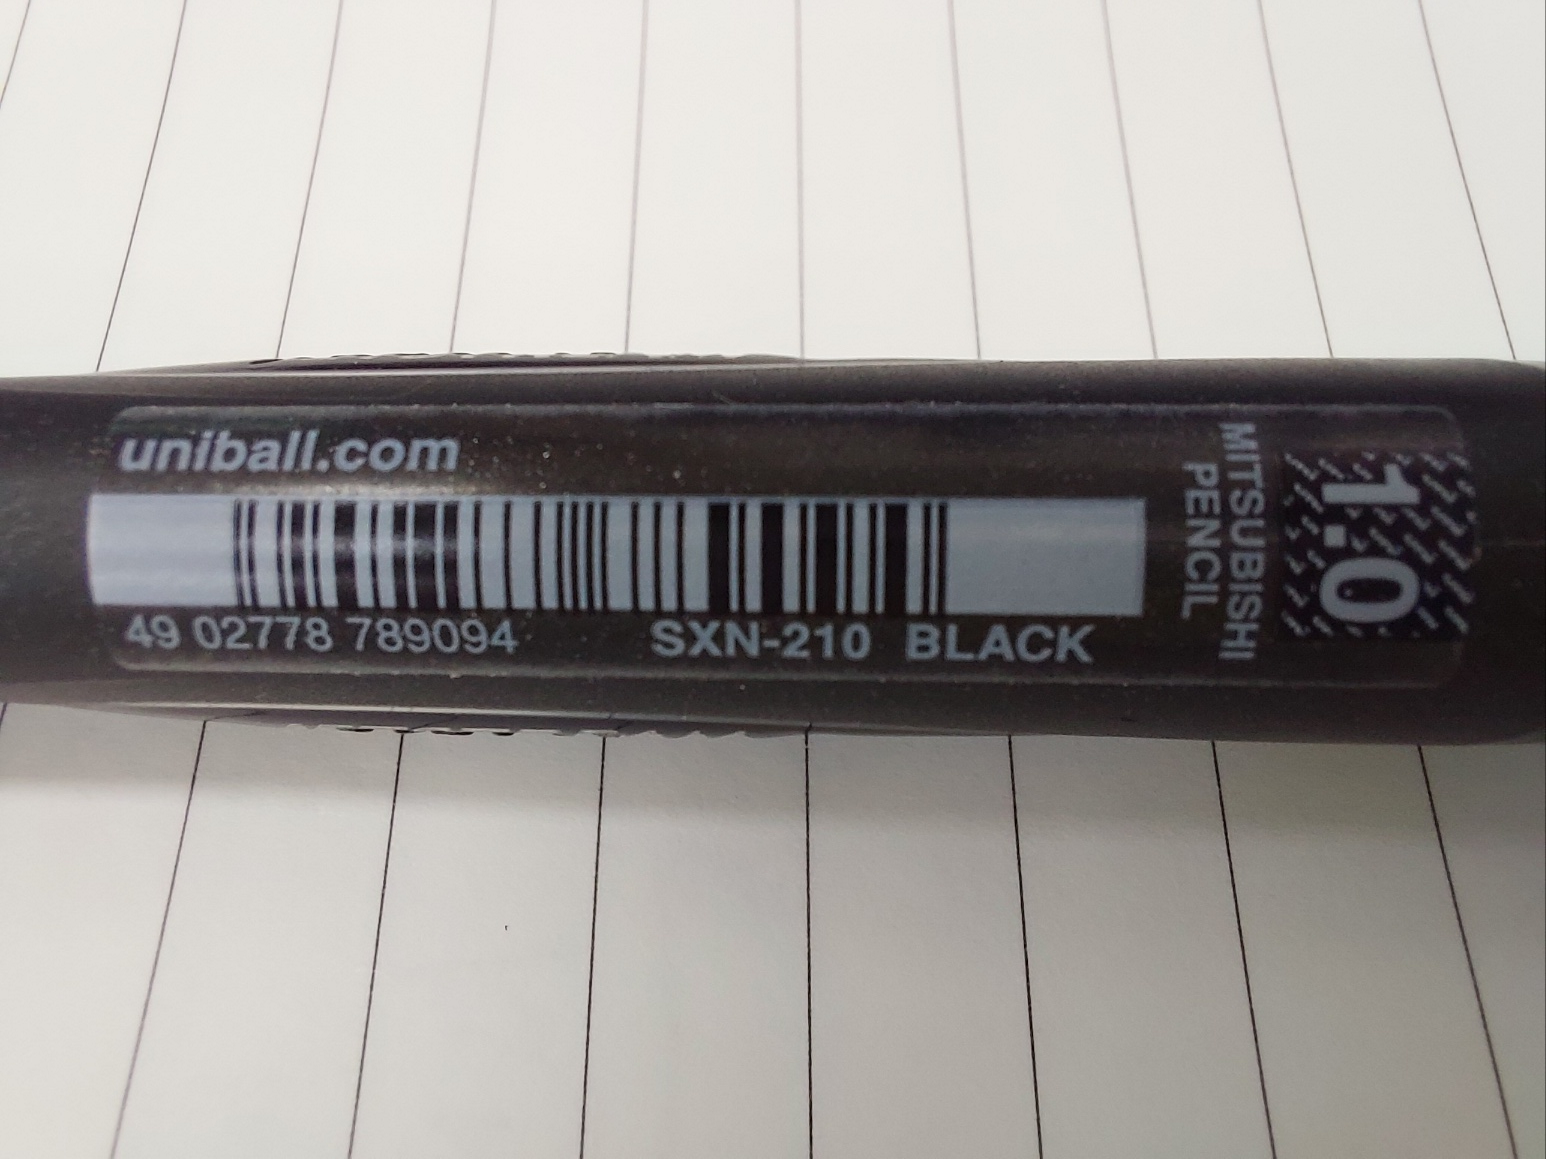 uniball.com
49 02778 789094 SXN-210 BLACK
MITSUBISHI
PENCIL
1.0